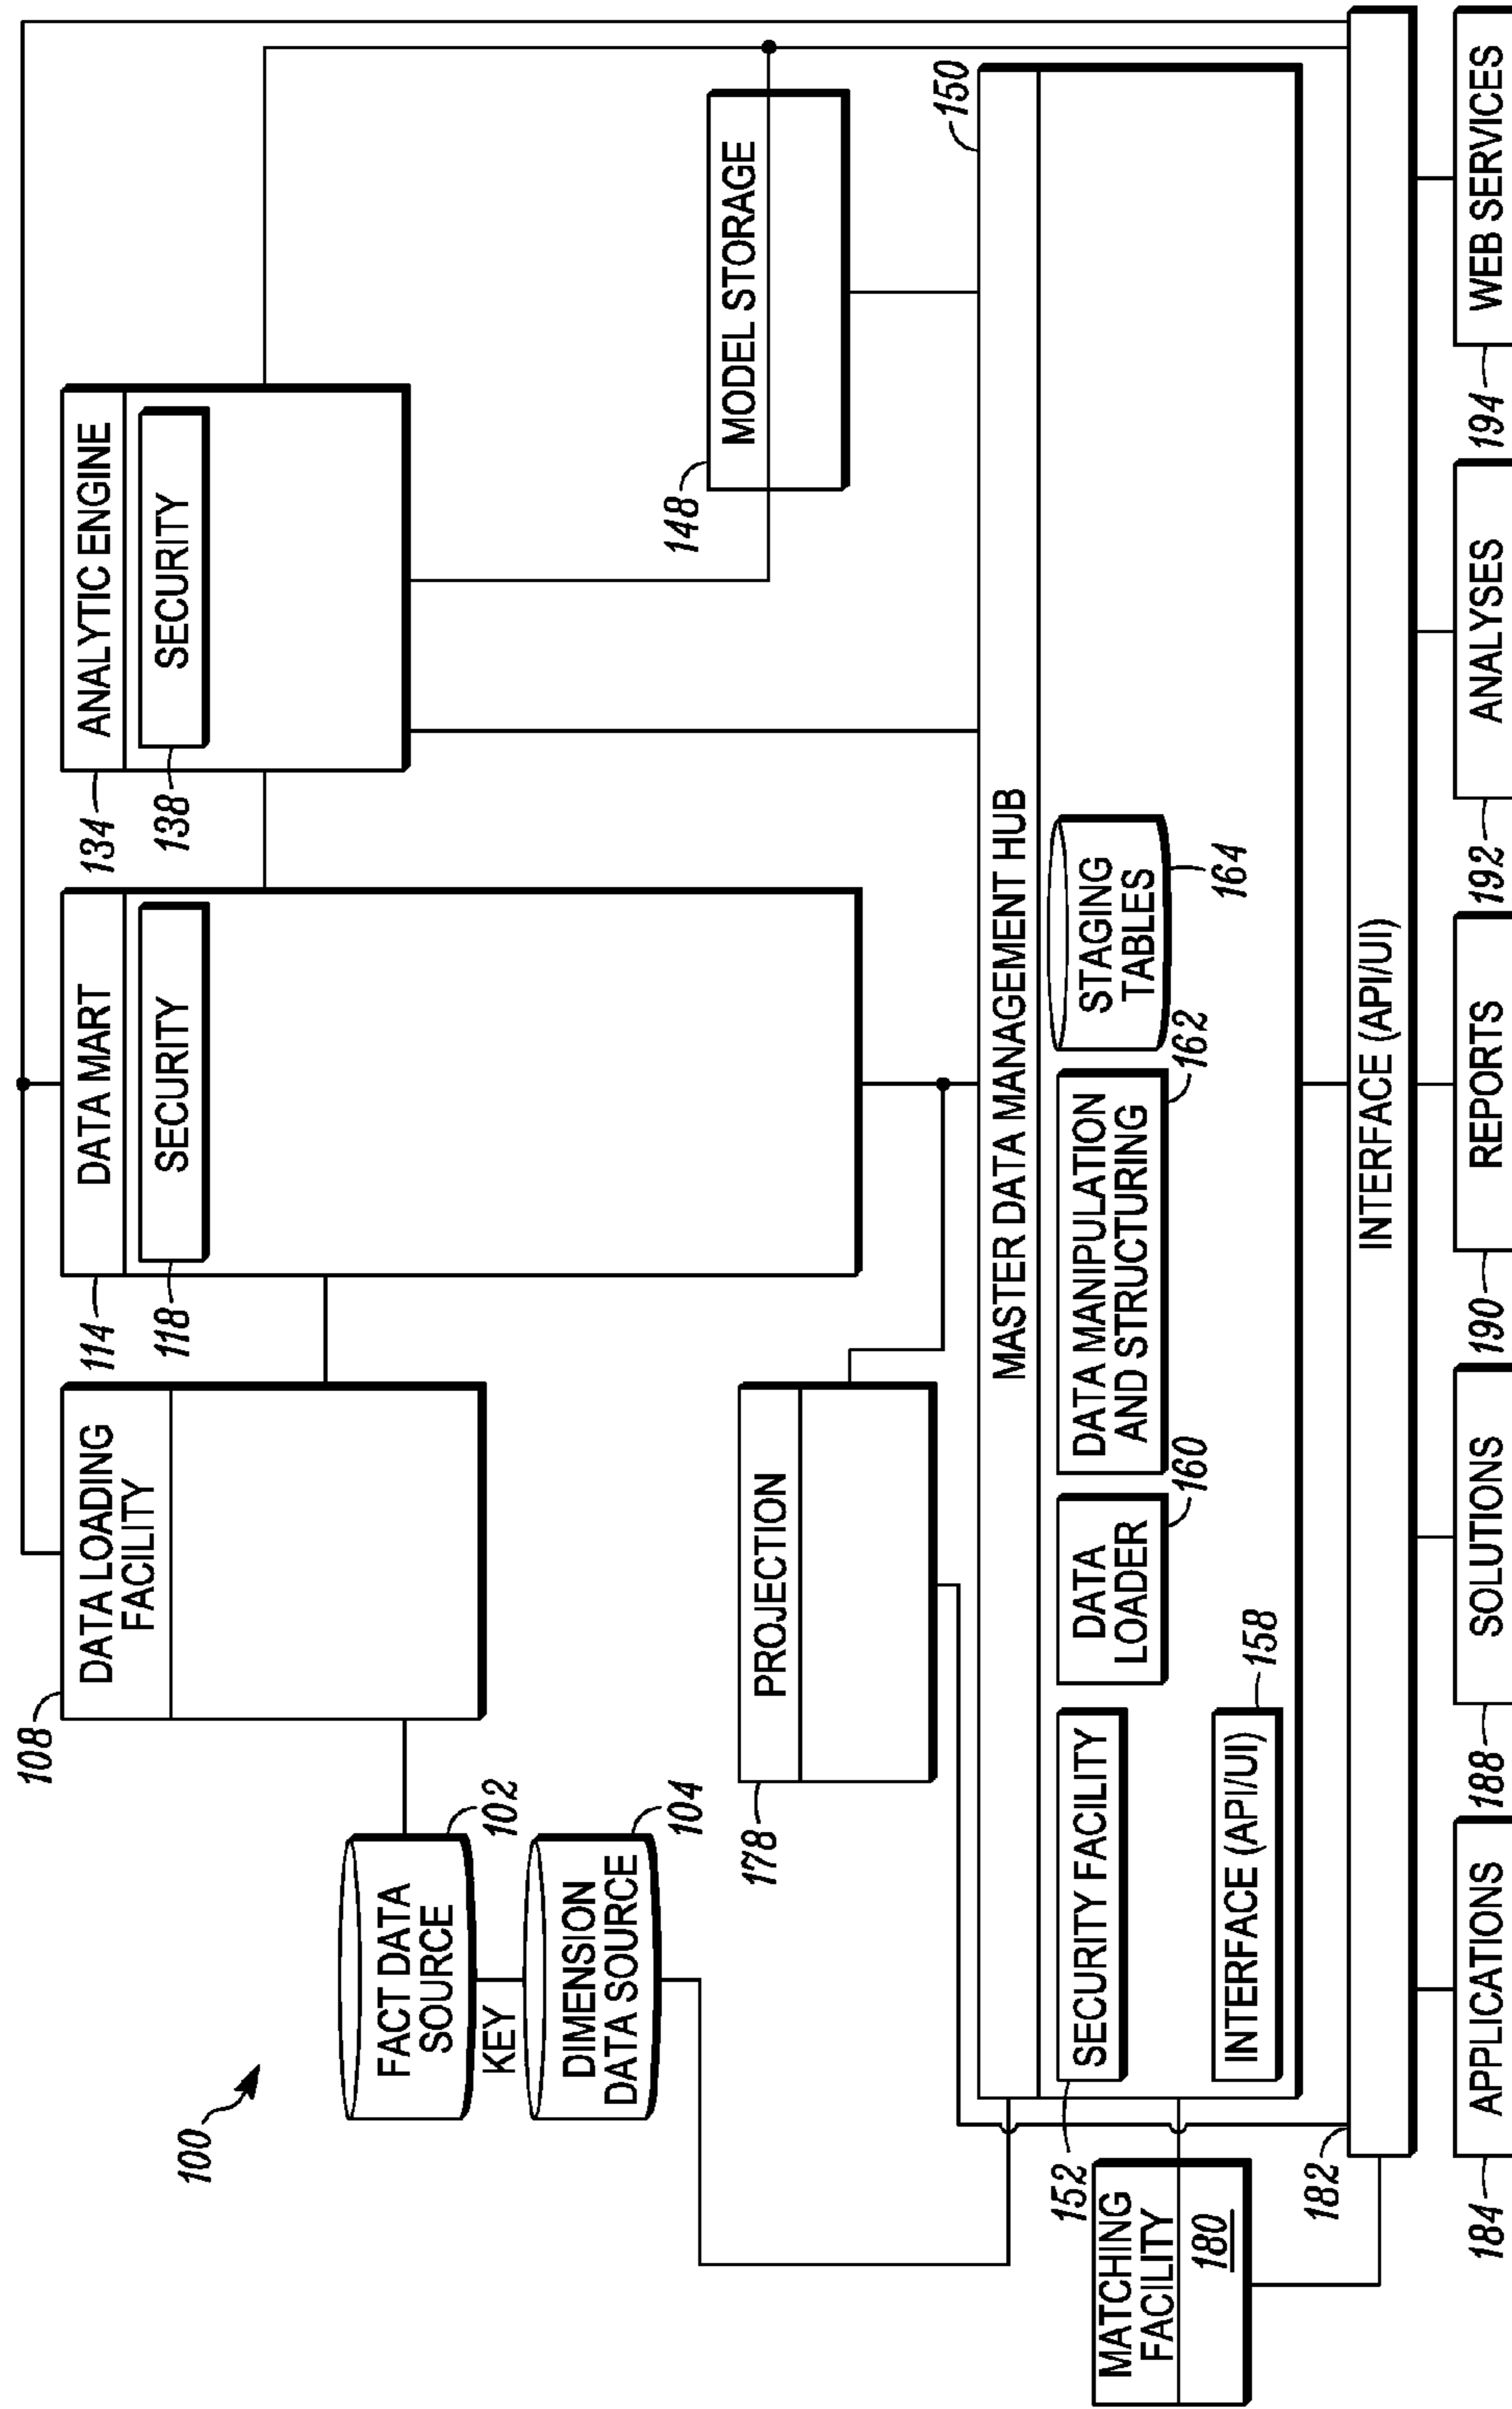 100
108
DATA LOADING
FACILITY
114
DATA MART
118
SECURITY
134
ANALYTIC ENGINE
138
SECURITY
FACT DATA
SOURCE
102
KEY
DIMENSION
DATA SOURCE
104
178
PROJECTION
148
MODEL STORAGE
150
MASTER DATA MANAGEMENT HUB
152
SECURITY FACILITY
DATA
LOADER
160
DATA MANIPULATION
AND STRUCTURING
162
STAGING
TABLES
164
INTERFACE (API/UI)
158
MATCHING
FACILITY
180
182
INTERFACE (API/UI)
184
APPLICATIONS
188
SOLUTIONS
190
REPORTS
192
ANALYSES
194
WEB SERVICES